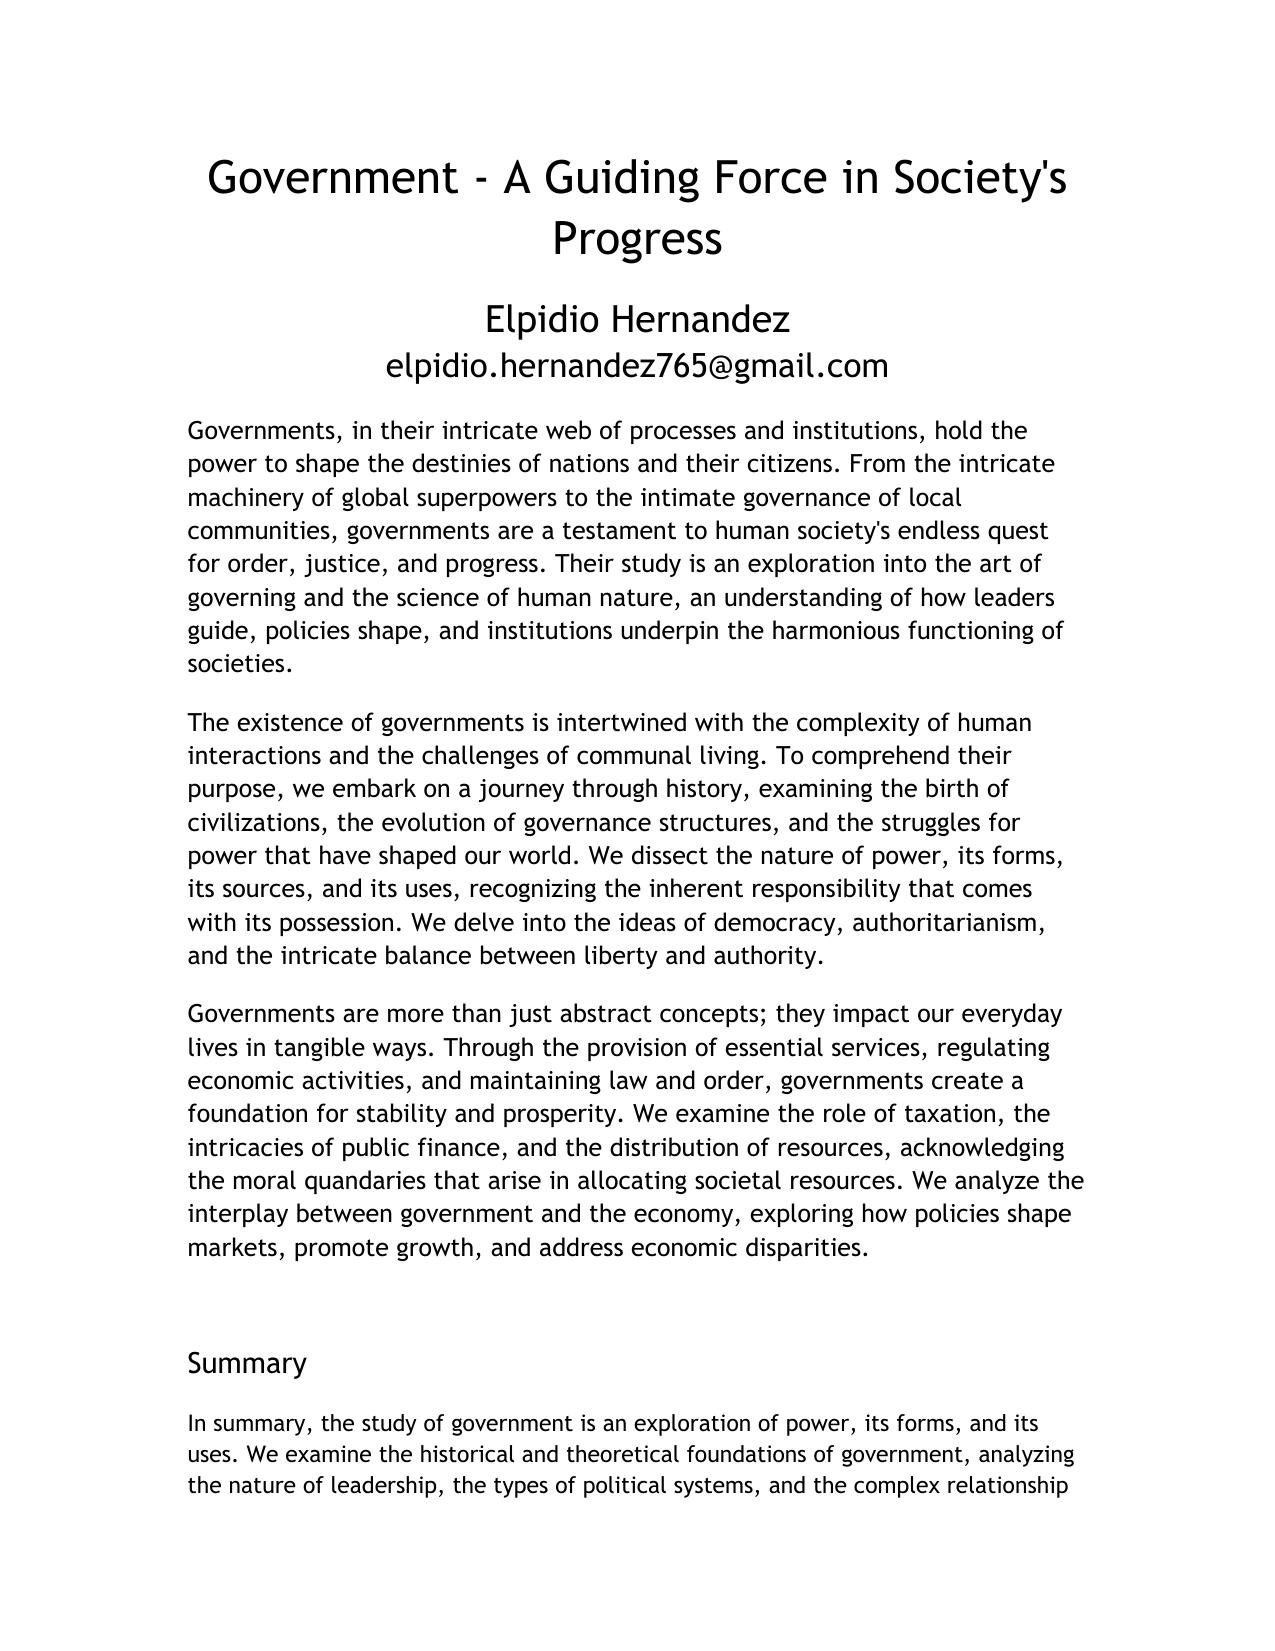 Government - A Guiding Force in Society's
Progress
Elpidio Hernandez
elpidio.hernandez765@gmail.com
Governments, in their intricate web of processes and institutions, hold the
power to shape the destinies of nations and their citizens. From the intricate
machinery of global superpowers to the intimate governance of local
communities, governments are a testament to human society's endless quest
for order, justice, and progress. Their study is an exploration into the art of
governing and the science of human nature, an understanding of how leaders
guide, policies shape, and institutions underpin the harmonious functioning of
societies.
The existence of governments is intertwined with the complexity of human
interactions and the challenges of communal living. To comprehend their
purpose, we embark on a journey through history, examining the birth of
civilizations, the evolution of governance structures, and the struggles for
power that have shaped our world. We dissect the nature of power, its forms,
its sources, and its uses, recognizing the inherent responsibility that comes
with its possession. We delve into the ideas of democracy, authoritarianism,
and the intricate balance between liberty and authority.
Governments are more than just abstract concepts; they impact our everyday
lives in tangible ways. Through the provision of essential services, regulating
economic activities, and maintaining law and order, governments create a
foundation for stability and prosperity. We examine the role of taxation, the
intricacies of public finance, and the distribution of resources, acknowledging
the moral quandaries that arise in allocating societal resources. We analyze the
interplay between government and the economy, exploring how policies shape
markets, promote growth, and address economic disparities.
Summary
In summary, the study of government is an exploration of power, its forms, and its
uses. We examine the historical and theoretical foundations of government, analyzing
the nature of leadership, the types of political systems, and the complex relationship